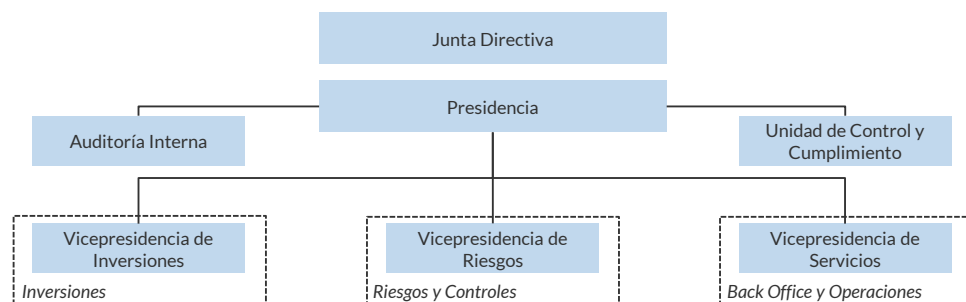 Junta Directiva
Presidencia
Auditoría Interna
Unidad de Control y
Cumplimiento
Vicepresidencia de
Inversiones
Vicepresidencia de
Riesgos
Vicepresidencia de
Servicios
Inversiones
Riesgos y Controles
Back Office y Operaciones